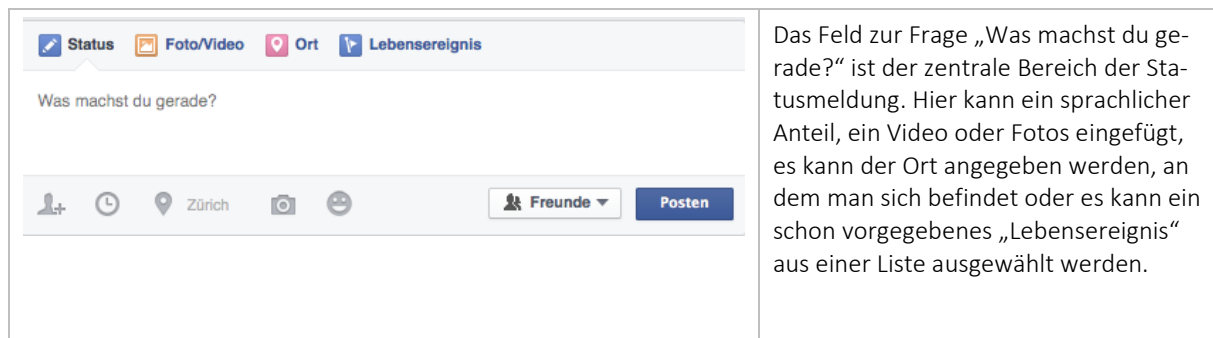 Status Foto/Video Ort Lebensereignis
Was machst du gerade?
Zürich Freunde Posten
Das Feld zur Frage „Was machst du ge-
rade?“ ist der zentrale Bereich der Sta-
tusmeldung. Hier kann ein sprachlicher
Anteil, ein Video oder Fotos eingefügt,
es kann der Ort angegeben werden, an
dem man sich befindet oder es kann ein
schon vorgegebenes „Lebensereignis“
aus einer Liste ausgewählt werden.